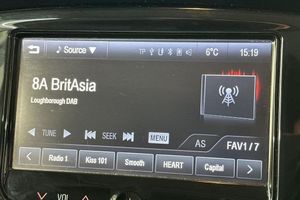 Source TP 6°C 15:19
8A BritAsia
Loughborough DAB
TUNE SEEK MENU AS FAV1/7
Radio 1 Kiss 101 Smooth HEART Capital
VOL